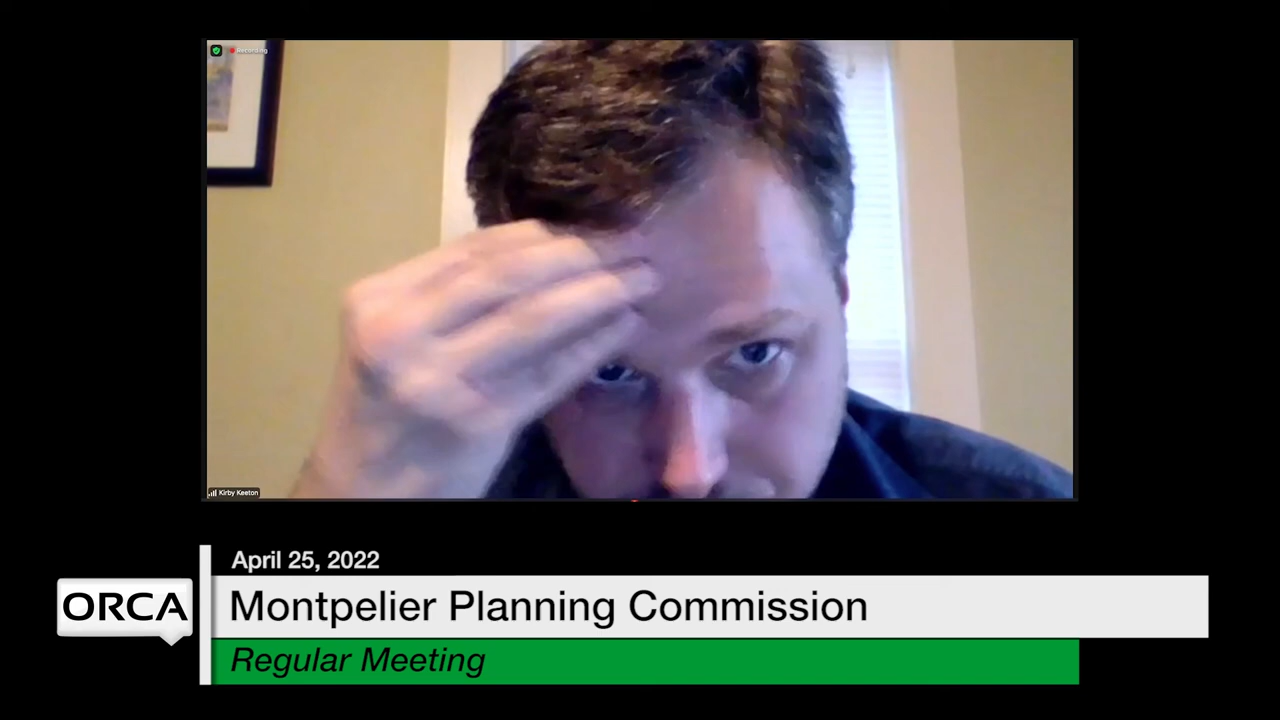 Recording
Kirby Keeton
April 25, 2022
ORCA
Montpelier Planning Commission
Regular Meeting